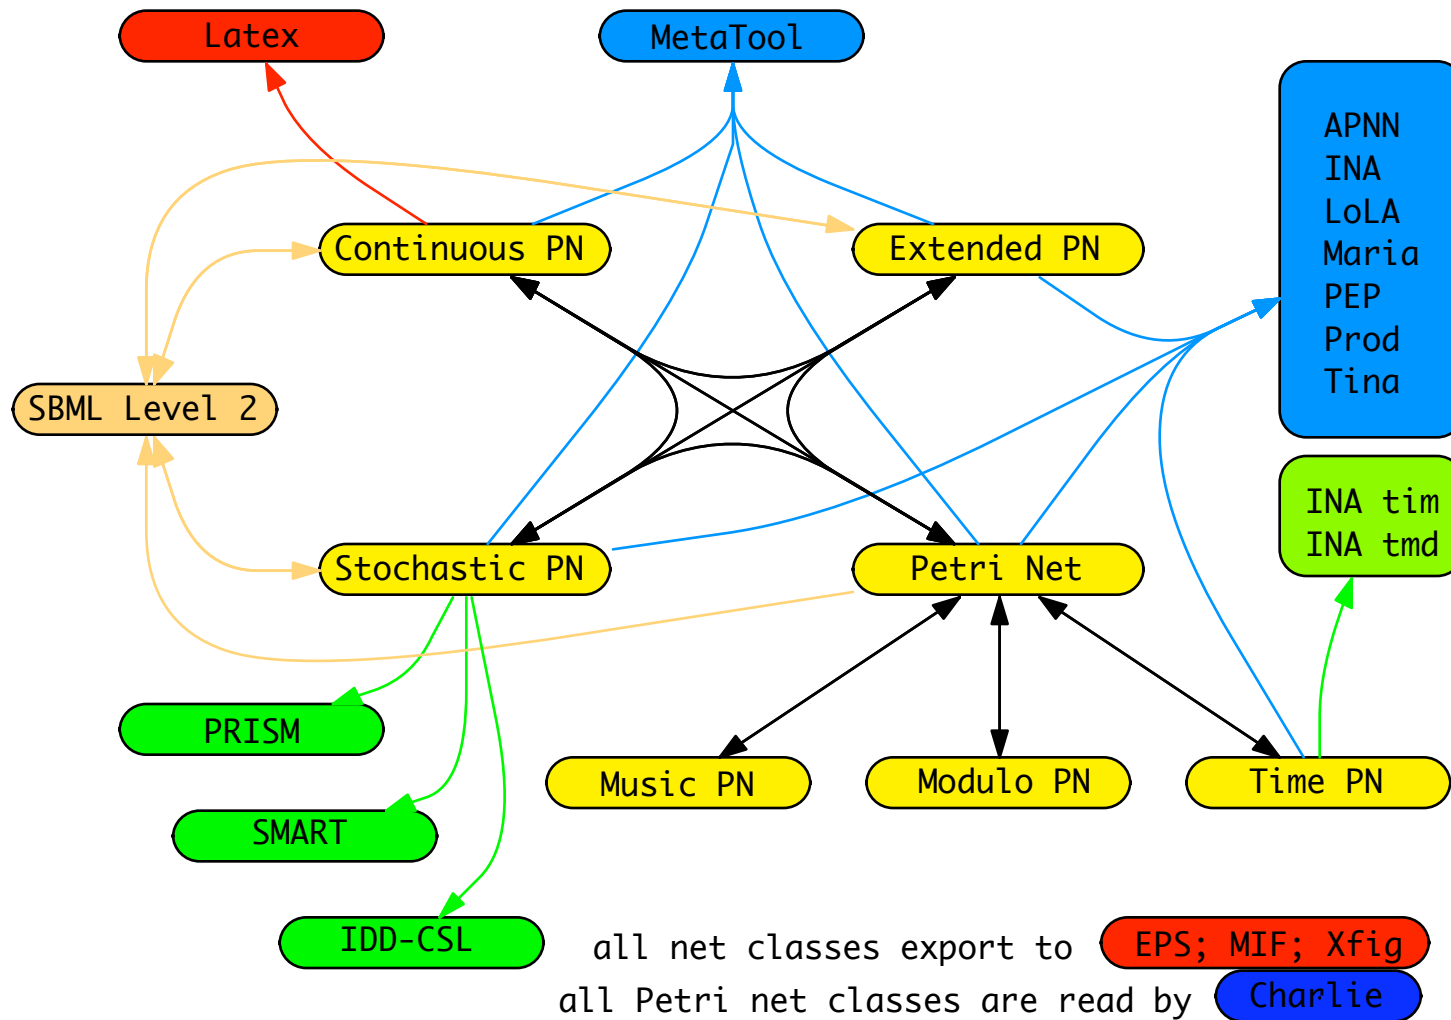 Latex
MetaTool
APNN
INA
LoLA
Maria
PEP
Prod
Tina
Continuous PN
Extended PN
SBML Level 2
INA tim
INA tmd
Stochastic PN
Petri Net
PRISM
Music PN
Modulo PN
Time PN
SMART
IDD-CSL
all net classes export to EPS; MIF; Xfig
all Petri net classes are read by Charlie